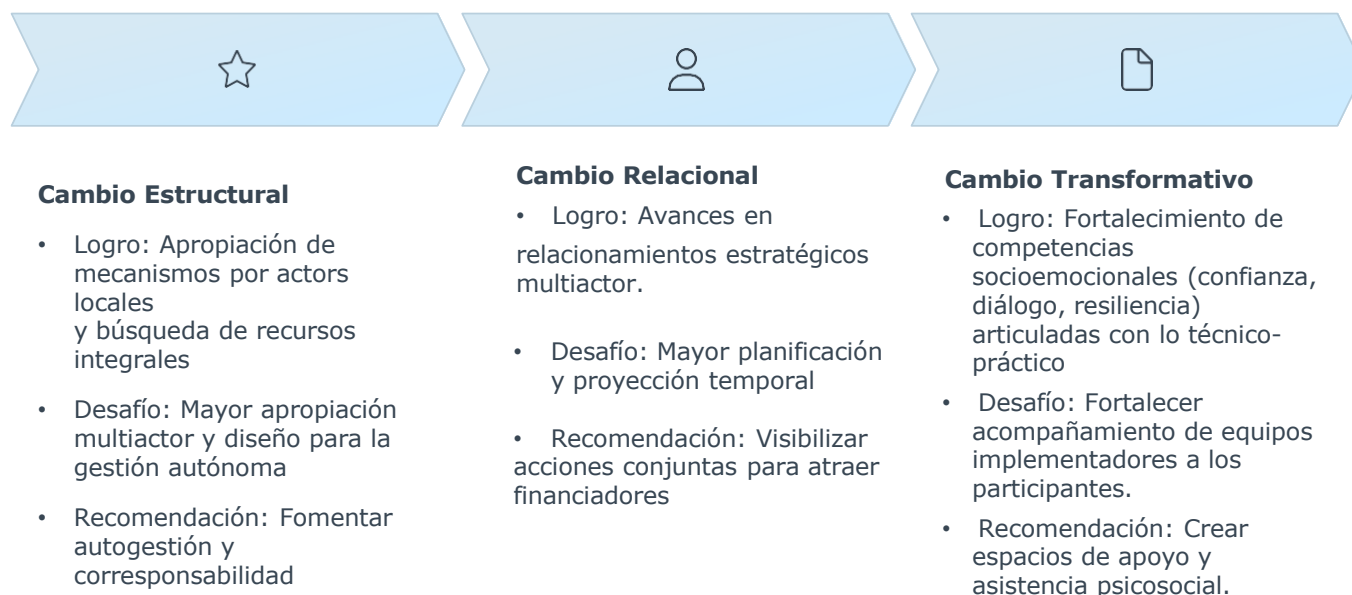 Cambio Estructural
• Logro: Apropiación de
mecanismos por actors
locales
y búsqueda de recursos
integrales
• Desafío: Mayor apropiación
multiactor y diseño para la
gestión autónoma
• Recomendación: Fomentar
autogestión y
corresponsabilidad
Cambio Relacional
• Logro: Avances en
relacionamientos estratégicos
multiactor.
• Desafío: Mayor planificación
y proyección temporal
• Recomendación: Visibilizar
acciones conjuntas para atraer
financiadores
Cambio Transformativo
• Logro: Fortalecimiento de
competencias
socioemocionales (confianza,
diálogo, resiliencia)
articuladas con lo técnico-
práctico
• Desafío: Fortalecer
acompañamiento de equipos
implementadores a los
participantes.
• Recomendación: Crear
espacios de apoyo y
asistencia psicosocial.